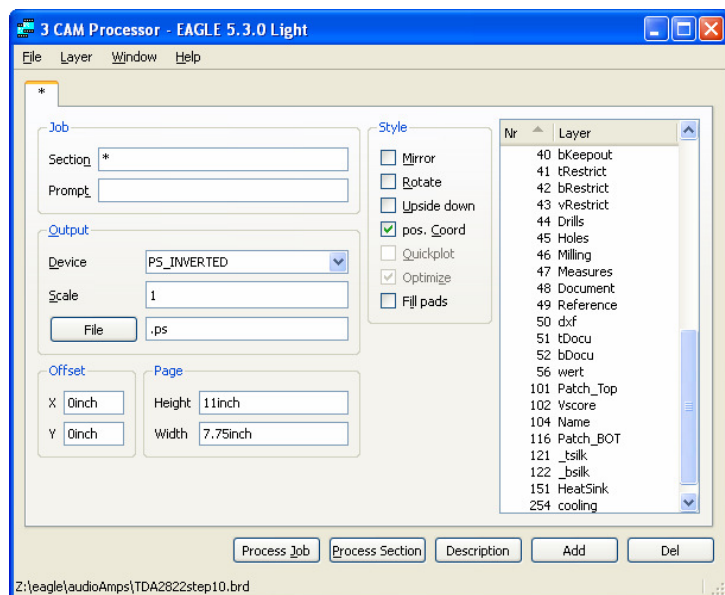 3 CAM Processor - EAGLE 5.3.0 Light
File Layer Window Help
*
Job
Section *
Prompt
Output
Device PS_INVERTED
Scale 1
File .ps
Offset
X 0inch
Y 0inch
Page
Height 11inch
Width 7.75inch
Style
Mirror
Rotate
Upside down
pos. Coord
Quickplot
Optimize
Fill pads
Nr Layer
40 bKeepout
41 tRestrict
42 bRestrict
43 vRestrict
44 Drills
45 Holes
46 Milling
47 Measures
48 Document
49 Reference
50 dxf
51 tDocu
52 bDocu
56 wert
101 Patch_Top
102 Vscore
104 Name
116 Patch_BOT
121 _tsilk
122 _bsilk
151 HeatSink
254 cooling
Process Job Process Section Description Add Del
Z:\eagle\audioAmps\TDA2822step10.brd